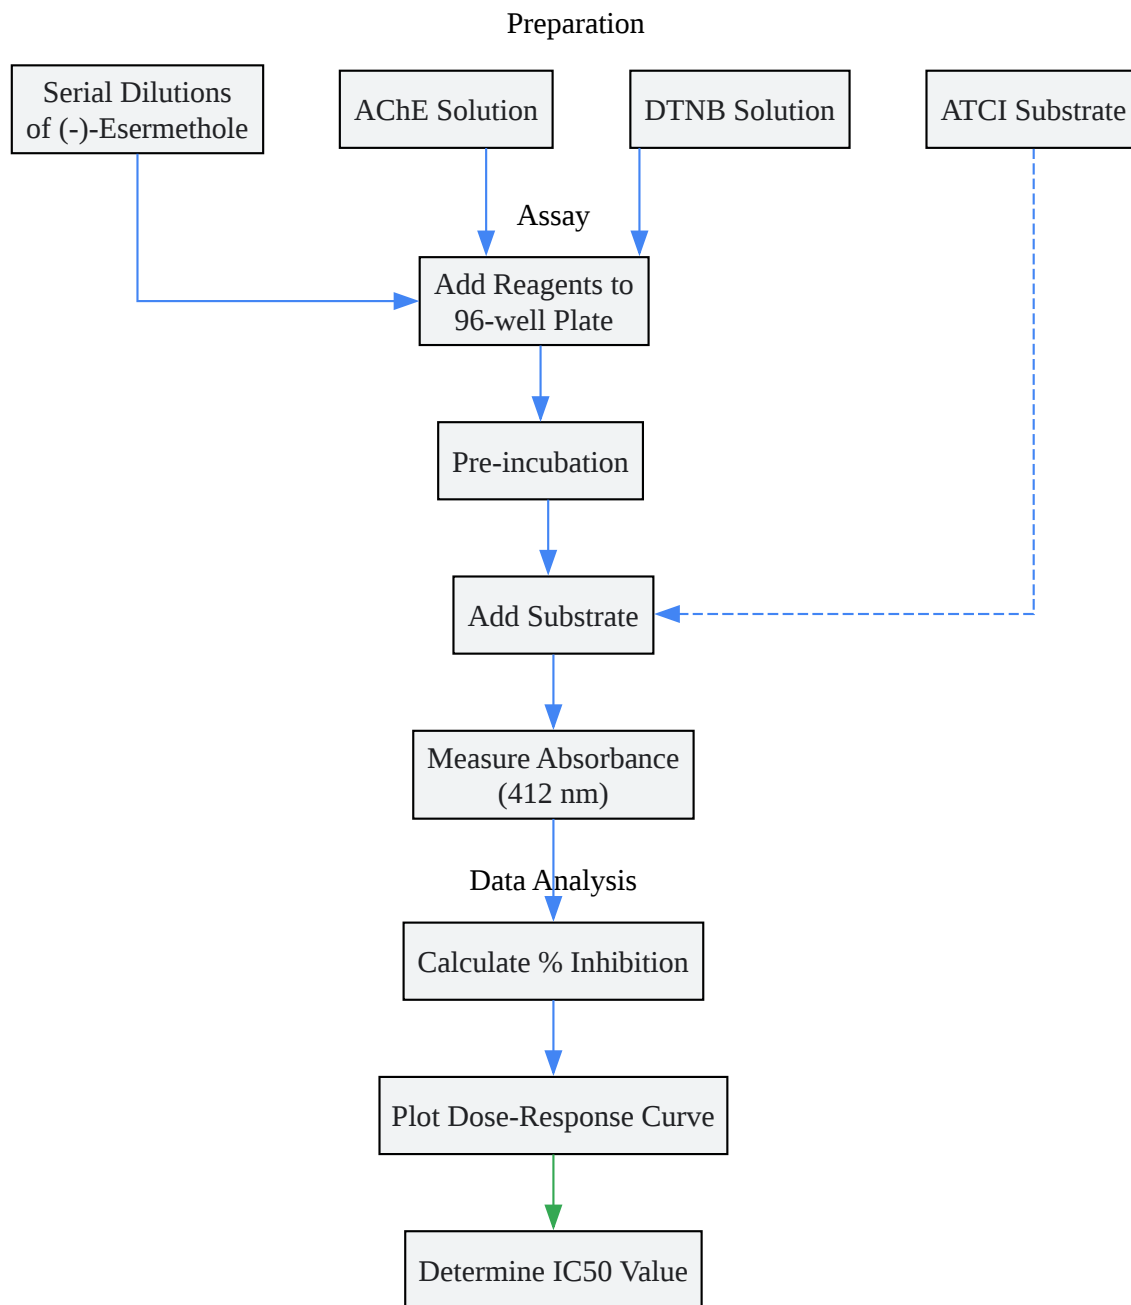 Preparation
Serial Dilutions
of (-)-Esermethole
AChE Solution
DTNB Solution
ATCI Substrate
Assay
Add Reagents to
96-well Plate
Pre-incubation
Add Substrate
Measure Absorbance
(412 nm)
Data Analysis
Calculate % Inhibition
Plot Dose-Response Curve
Determine IC50 Value